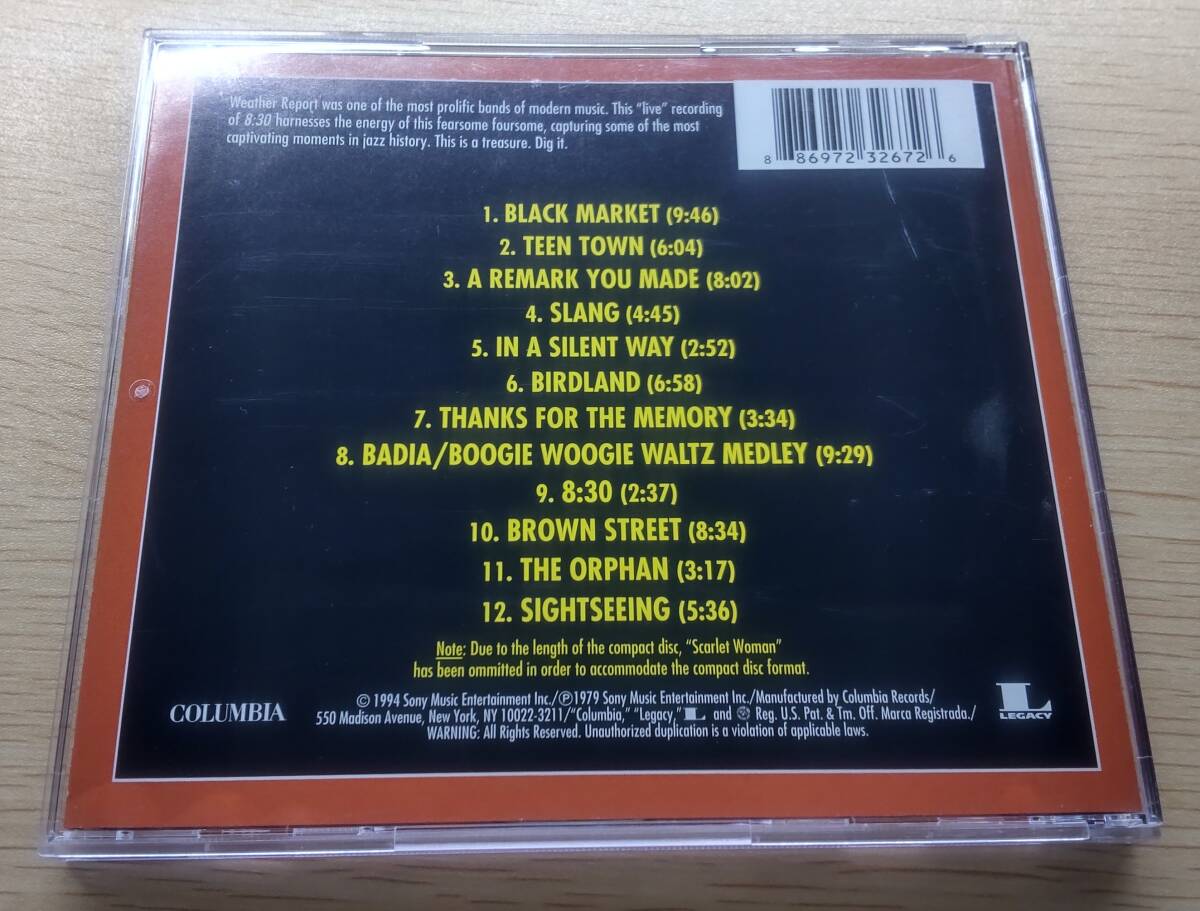 Weather Report was one of the most prolific bands of modern music. This "live" recording
of 8:30 harnesses the energy of this fearsome foursome, capturing some of the most
captivating moments in jazz history. This is a treasure. Dig it.
8 86972 32672 6
1. BLACK MARKET (9:46)
2. TEEN TOWN (6:04)
3. A REMARK YOU MADE (8:02)
4. SLANG (4:45)
5. IN A SILENT WAY (2:52)
6. BIRDLAND (6:58)
7. THANKS FOR THE MEMORY (3:34)
8. BADIA/BOOGIE WOOGIE WALTZ MEDLEY (9:29)
9. 8:30 (2:37)
10. BROWN STREET (8:34)
11. THE ORPHAN (3:17)
12. SIGHTSEEING (5:36)
Note: Due to the length of the compact disc, "Scarlet Woman"
has been ommitted in order to accommodate the compact disc format.
COLUMBIA
© 1994 Sony Music Entertainment Inc./℗1979 Sony Music Entertainment Inc./Manufactured by Columbia Records/
550 Madison Avenue, New York, NY 10022-3211/"Columbia," "Legacy," L and Reg. U.S. Pat. & Tm. Off. Marca Registrada./
WARNING: All Rights Reserved. Unauthorized duplication is a violation of applicable laws.
L
LEGACY